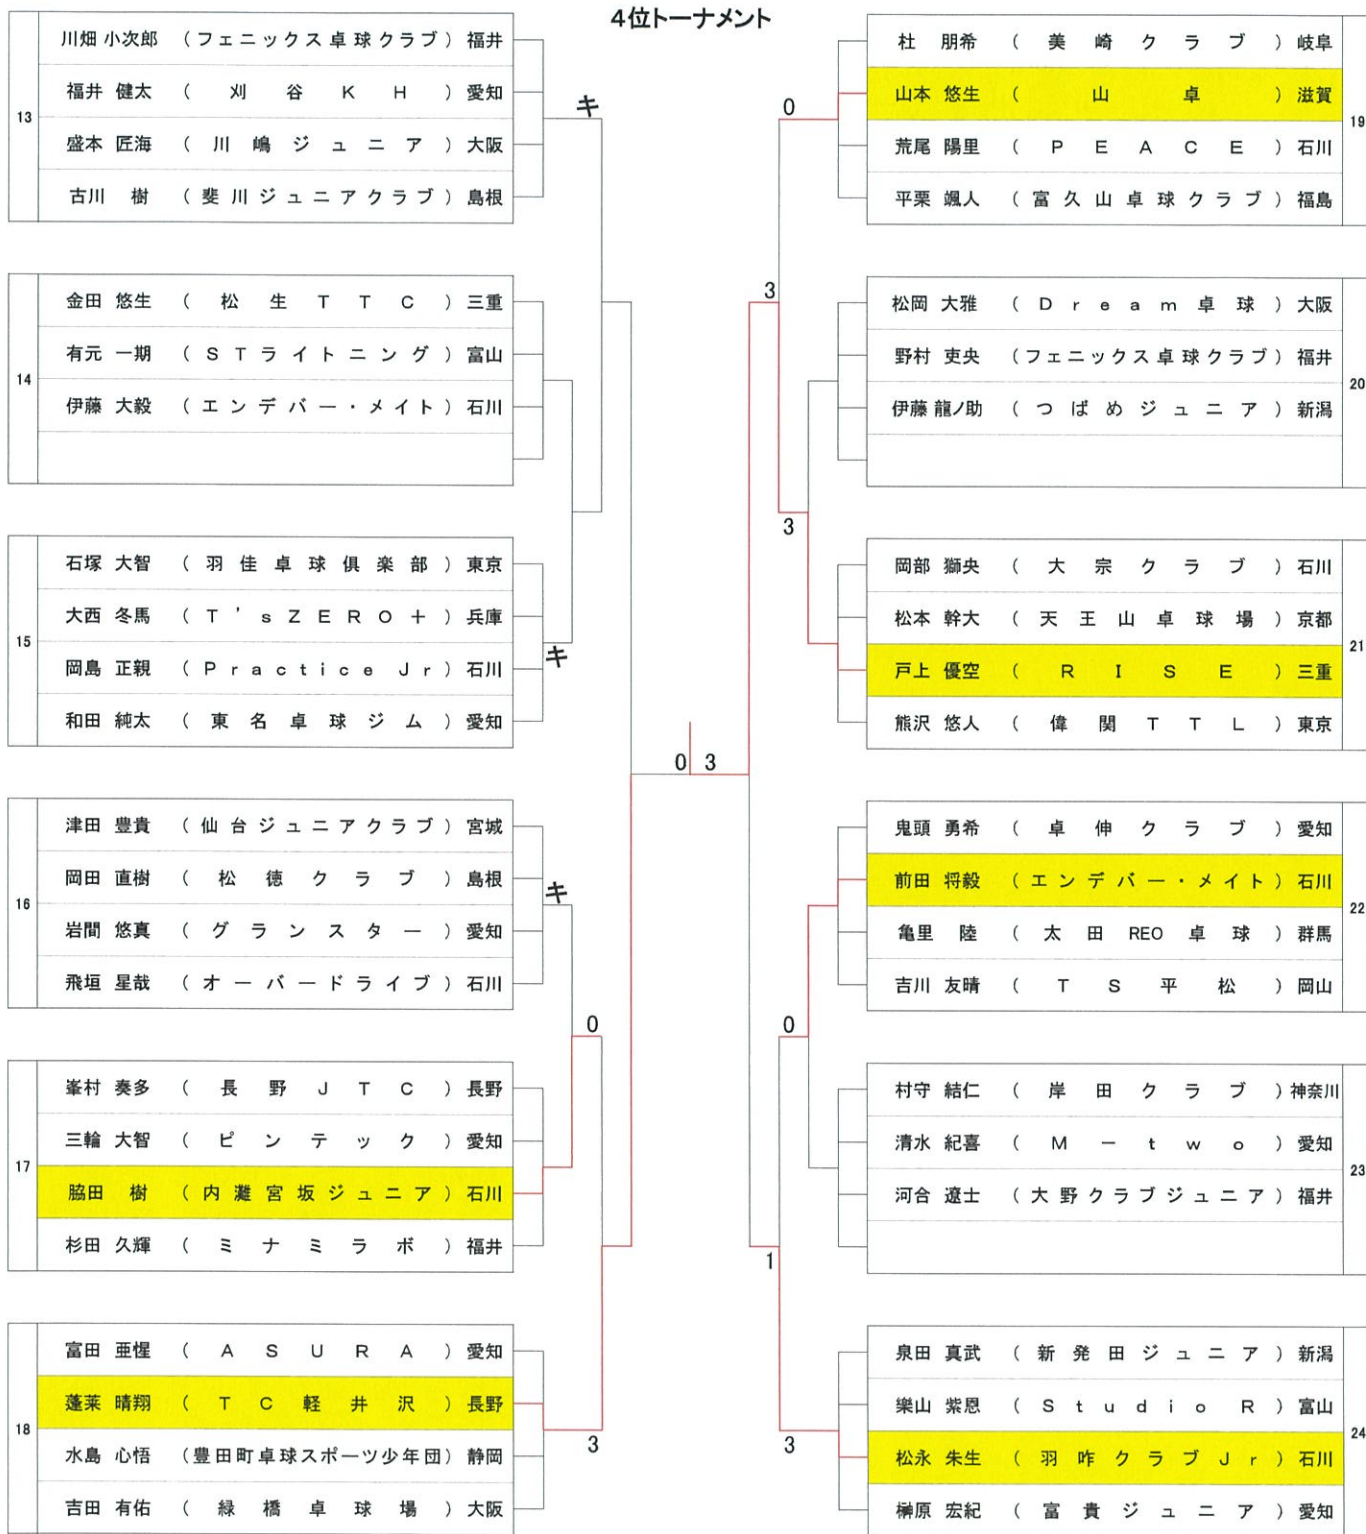 4位トーナメント
13
川畑 小次郎 （フェニックス卓球クラブ） 福井
福井 健太 （刈谷KH） 愛知
盛本 匠海 （川嶋ジュニア） 大阪
古川 樹 （斐川ジュニアクラブ） 島根
キ
14
金田 悠生 （松生TTC） 三重
有元 一期 （STライトニング） 富山
伊藤 大毅 （エンデバー・メイト） 石川
15
石塚 大智 （羽佳卓球倶楽部） 東京
大西 冬馬 （T'sZERO＋） 兵庫
岡島 正親 （Practice Jr） 石川
和田 純太 （東名卓球ジム） 愛知
キ
16
津田 豊貴 （仙台ジュニアクラブ） 宮城
岡田 直樹 （松徳クラブ） 島根
岩間 悠真 （グランスター） 愛知
飛垣 星哉 （オーバードライブ） 石川
キ
0
17
峯村 奏多 （長野JTC） 長野
三輪 大智 （ピンテック） 愛知
脇田 樹 （内灘宮坂ジュニア） 石川
杉田 久輝 （ミナミラボ） 福井
18
富田 亜惺 （ASURA） 愛知
蓬莱 晴翔 （TC軽井沢） 長野
水島 心悟 （豊田町卓球スポーツ少年団） 静岡
吉田 有佑 （緑橋卓球場） 大阪
3
0 3
杜 朋希 （美崎クラブ） 岐阜
山本 悠生 （山卓） 滋賀
荒尾 陽里 （PEACE） 石川
平栗 颯人 （富久山卓球クラブ） 福島
19
0
3
松岡 大雅 （Dream卓球） 大阪
野村 吏央 （フェニックス卓球クラブ） 福井
伊藤 龍ノ助 （つばめジュニア） 新潟
20
3
岡部 獅央 （大宗クラブ） 石川
松本 幹大 （天王山卓球場） 京都
戸上 優空 （RISE） 三重
熊沢 悠人 （偉関TTL） 東京
21
鬼頭 勇希 （卓伸クラブ） 愛知
前田 将毅 （エンデバー・メイト） 石川
亀里 陸 （太田REO卓球） 群馬
吉川 友晴 （TS平松） 岡山
22
0
村守 結仁 （岸田クラブ） 神奈川
清水 紀喜 （M－two） 愛知
河合 遼士 （大野クラブジュニア） 福井
23
1
泉田 真武 （新発田ジュニア） 新潟
樂山 紫恩 （Studio R） 富山
松永 朱生 （羽咋クラブJr） 石川
榊原 宏紀 （富貴ジュニア） 愛知
24
3